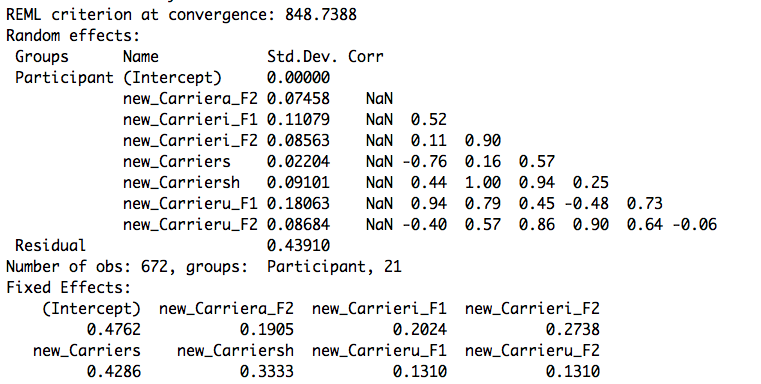 REML criterion at convergence: 848.7388
Random effects:
Groups Name Std.Dev. Corr
Participant (Intercept) 0.00000
new_Carriera_F2 0.07458 NaN
new_Carrieri_F1 0.11079 NaN 0.52
new_Carrieri_F2 0.08563 NaN 0.11 0.90
new_Carriers 0.02204 NaN -0.76 0.16 0.57
new_Carriersh 0.09101 NaN 0.44 1.00 0.94 0.25
new_Carrieru_F1 0.18063 NaN 0.94 0.79 0.45 -0.48 0.73
new_Carrieru_F2 0.08684 NaN -0.40 0.57 0.86 0.90 0.64 -0.06
Residual 0.43910
Number of obs: 672, groups: Participant, 21
Fixed Effects:
(Intercept) new_Carriera_F2 new_Carrieri_F1 new_Carrieri_F2
0.4762 0.1905 0.2024 0.2738
new_Carriers new_Carriersh new_Carrieru_F1 new_Carrieru_F2
0.4286 0.3333 0.1310 0.1310